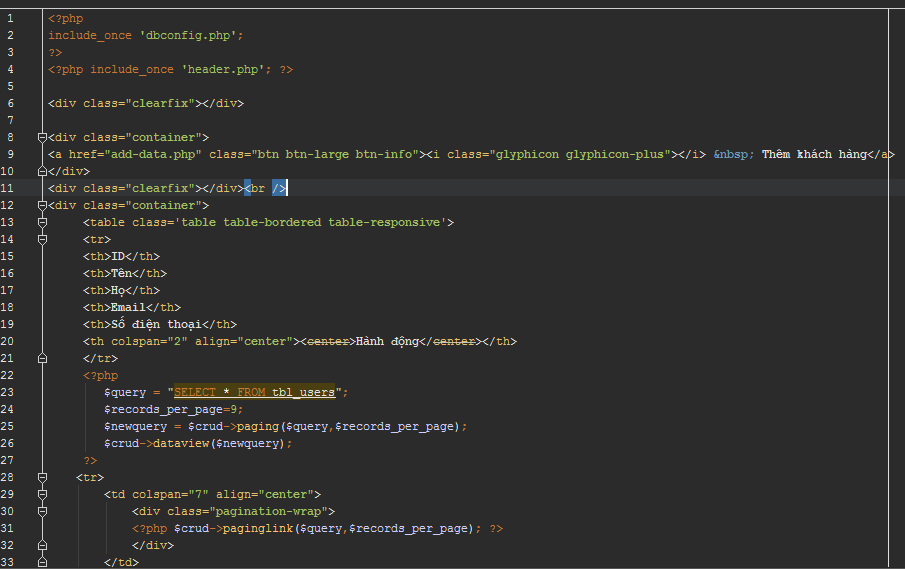 1 <?php
2 include_once 'dbconfig.php';
3 ?>
4 <?php include_once 'header.php'; ?>
5
6 <div class="clearfix"></div>
7
8 <div class="container">
9 <a href="add-data.php" class="btn btn-large btn-info"><i class="glyphicon glyphicon-plus"></i> &nbsp; Thêm khách hàng</a>
10 </div>
11 <div class="clearfix"></div><br />
12 <div class="container">
13 <table class='table table-bordered table-responsive'>
14 <tr>
15 <th>ID</th>
16 <th>Tên</th>
17 <th>Họ</th>
18 <th>Email</th>
19 <th>Số điện thoại</th>
20 <th colspan="2" align="center"><center>Hành động</center></th>
21 </tr>
22 <?php
23 $query = "SELECT * FROM tbl_users";
24 $records_per_page=9;
25 $newquery = $crud->paging($query,$records_per_page);
26 $crud->dataview($newquery);
27 ?>
28 <tr>
29 <td colspan="7" align="center">
30 <div class="pagination-wrap">
31 <?php $crud->paginglink($query,$records_per_page); ?>
32 </div>
33 </td>